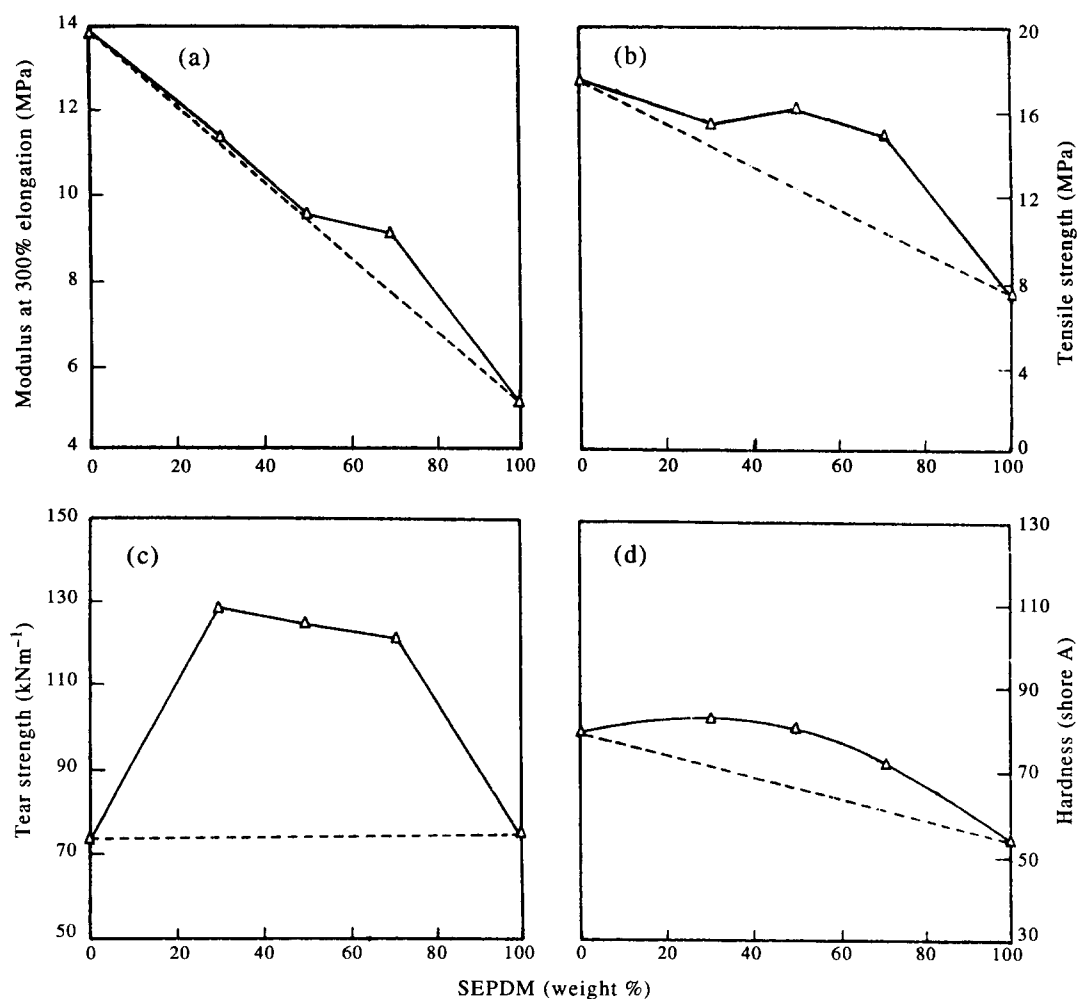 (a)
Modulus at 300% elongation (MPa)
14
12
10
8
6
4
0 20 40 60 80 100
(b)
Tensile strength (MPa)
20
16
12
8
4
0
0 20 40 60 80 100
(c)
Tear strength (kNm⁻¹)
150
130
110
90
70
50
0 20 40 60 80 100
(d)
Hardness (shore A)
130
110
90
70
50
30
0 20 40 60 80 100
SEPDM (weight %)